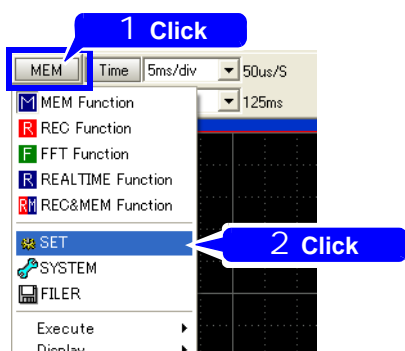 1 Click
MEM Time 5ms/div 50us/S
MEM Function 125ms
REC Function
FFT Function
REALTIME Function
REC&MEM Function
SET
2 Click
SYSTEM
FILER
Execute
Display